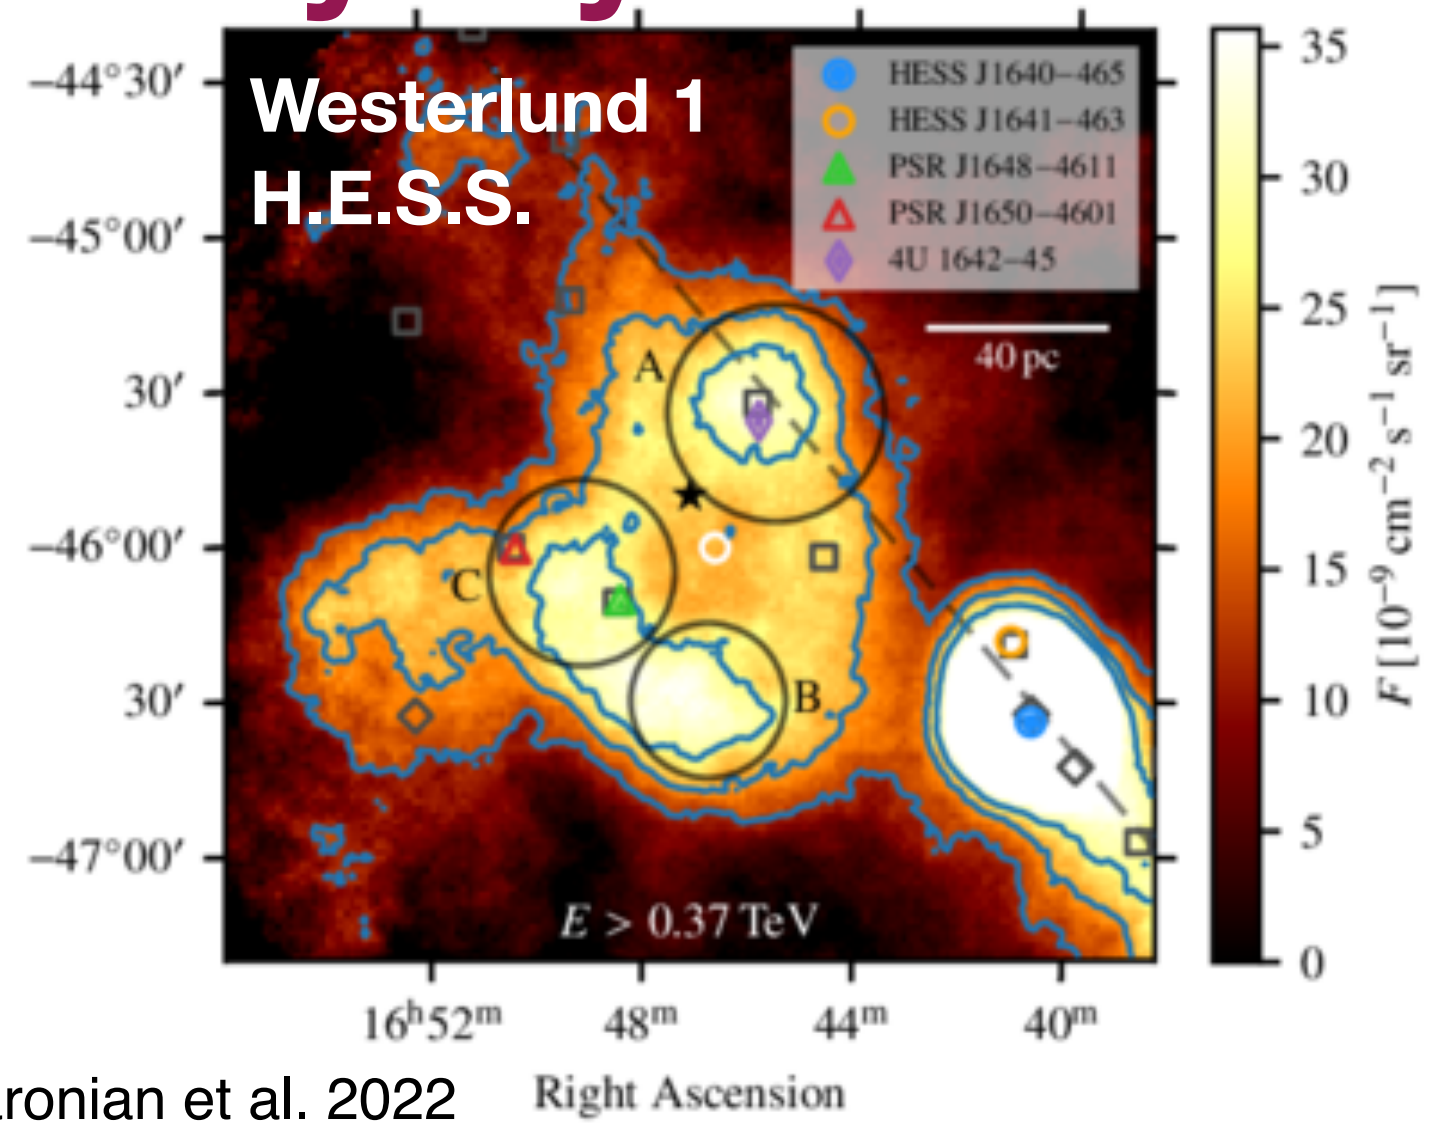 Westerlund 1
H.E.S.S.
HESS J1640−465
HESS J1641−463
PSR J1648−4611
PSR J1650−4601
4U 1642−45
40 pc
A
C
B
E > 0.37 TeV
−44°30′
−45°00′
30′
−46°00′
30′
−47°00′
16h52m 48m 44m 40m
Right Ascension
35
30
25
20
15
10
5
0
F [10−9 cm−2 s−1 sr−1]
ronian et al. 2022